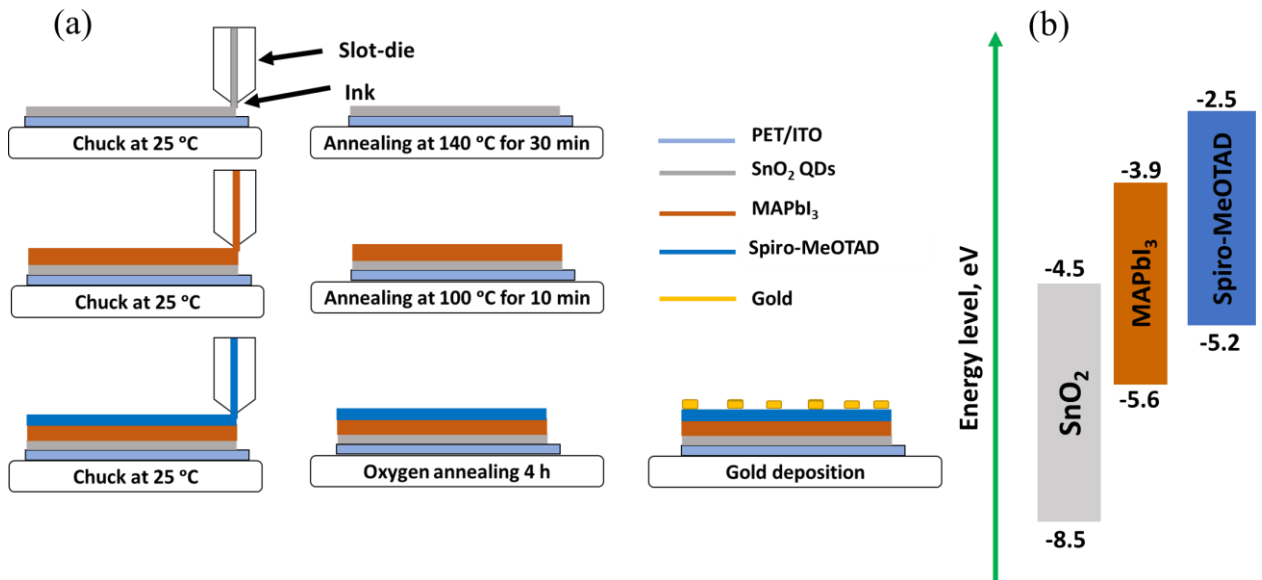 (a)
Slot-die
Ink
Chuck at 25 °C
Annealing at 140 °C for 30 min
Chuck at 25 °C
Annealing at 100 °C for 10 min
Chuck at 25 °C
Oxygen annealing 4 h
Gold deposition
PET/ITO
SnO₂ QDs
MAPbI₃
Spiro-MeOTAD
Gold
(b)
Energy level, eV
-4.5
SnO₂
-8.5
-3.9
MAPbI₃
-5.6
-2.5
Spiro-MeOTAD
-5.2